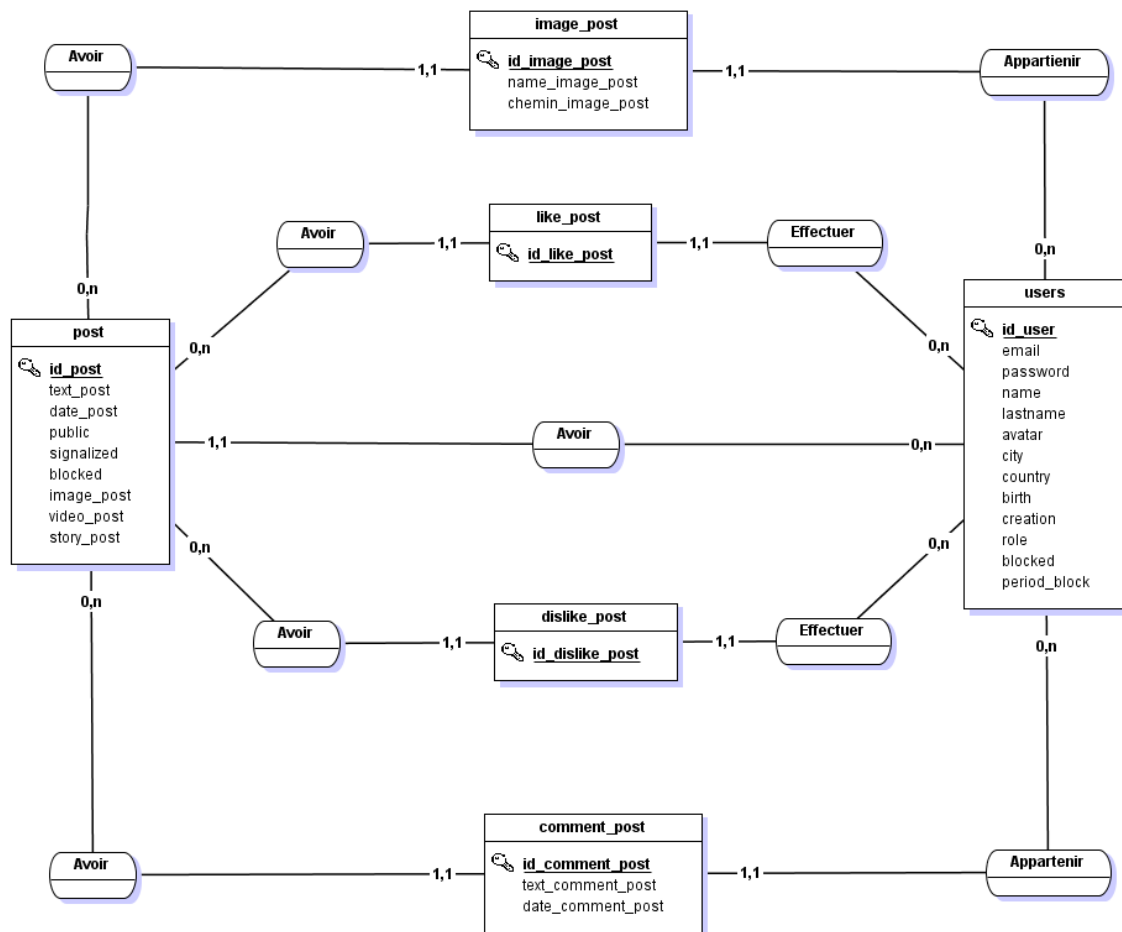 image_post
id_image_post
name_image_post
chemin_image_post
Avoir
1,1
1,1
Appartienir
0,n
0,n
like_post
id_like_post
Avoir
1,1
1,1
Effectuer
0,n
0,n
post
id_post
text_post
date_post
public
signalized
blocked
image_post
video_post
story_post
users
id_user
email
password
name
lastname
avatar
city
country
birth
creation
role
blocked
period_block
1,1
Avoir
0,n
0,n
0,n
dislike_post
id_dislike_post
Avoir
1,1
1,1
Effectuer
0,n
0,n
comment_post
id_comment_post
text_comment_post
date_comment_post
Avoir
1,1
1,1
Appartenir